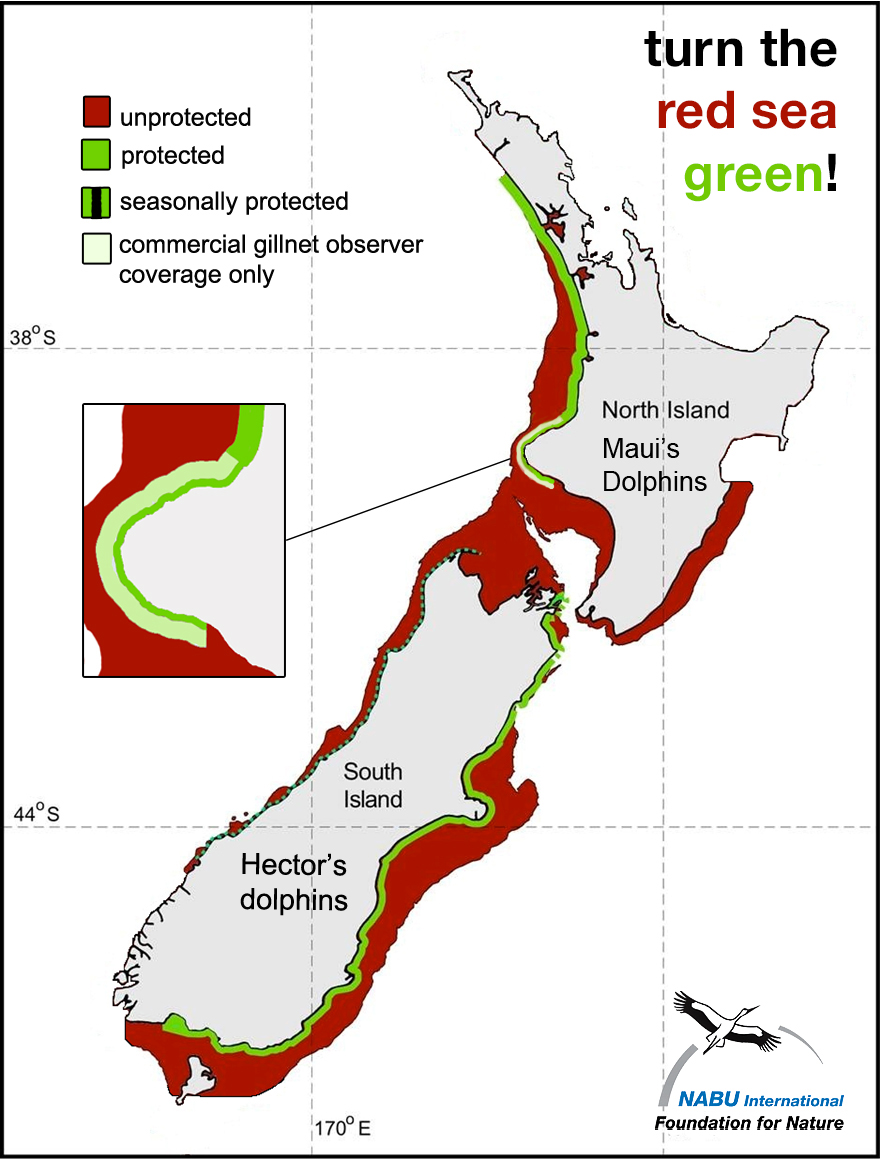 turn the
red sea
green!
unprotected
protected
seasonally protected
commercial gillnet observer
coverage only
38°S
North Island
Maui's
Dolphins
South
Island
44°S
Hector's
dolphins
170°E
NABU International
Foundation for Nature